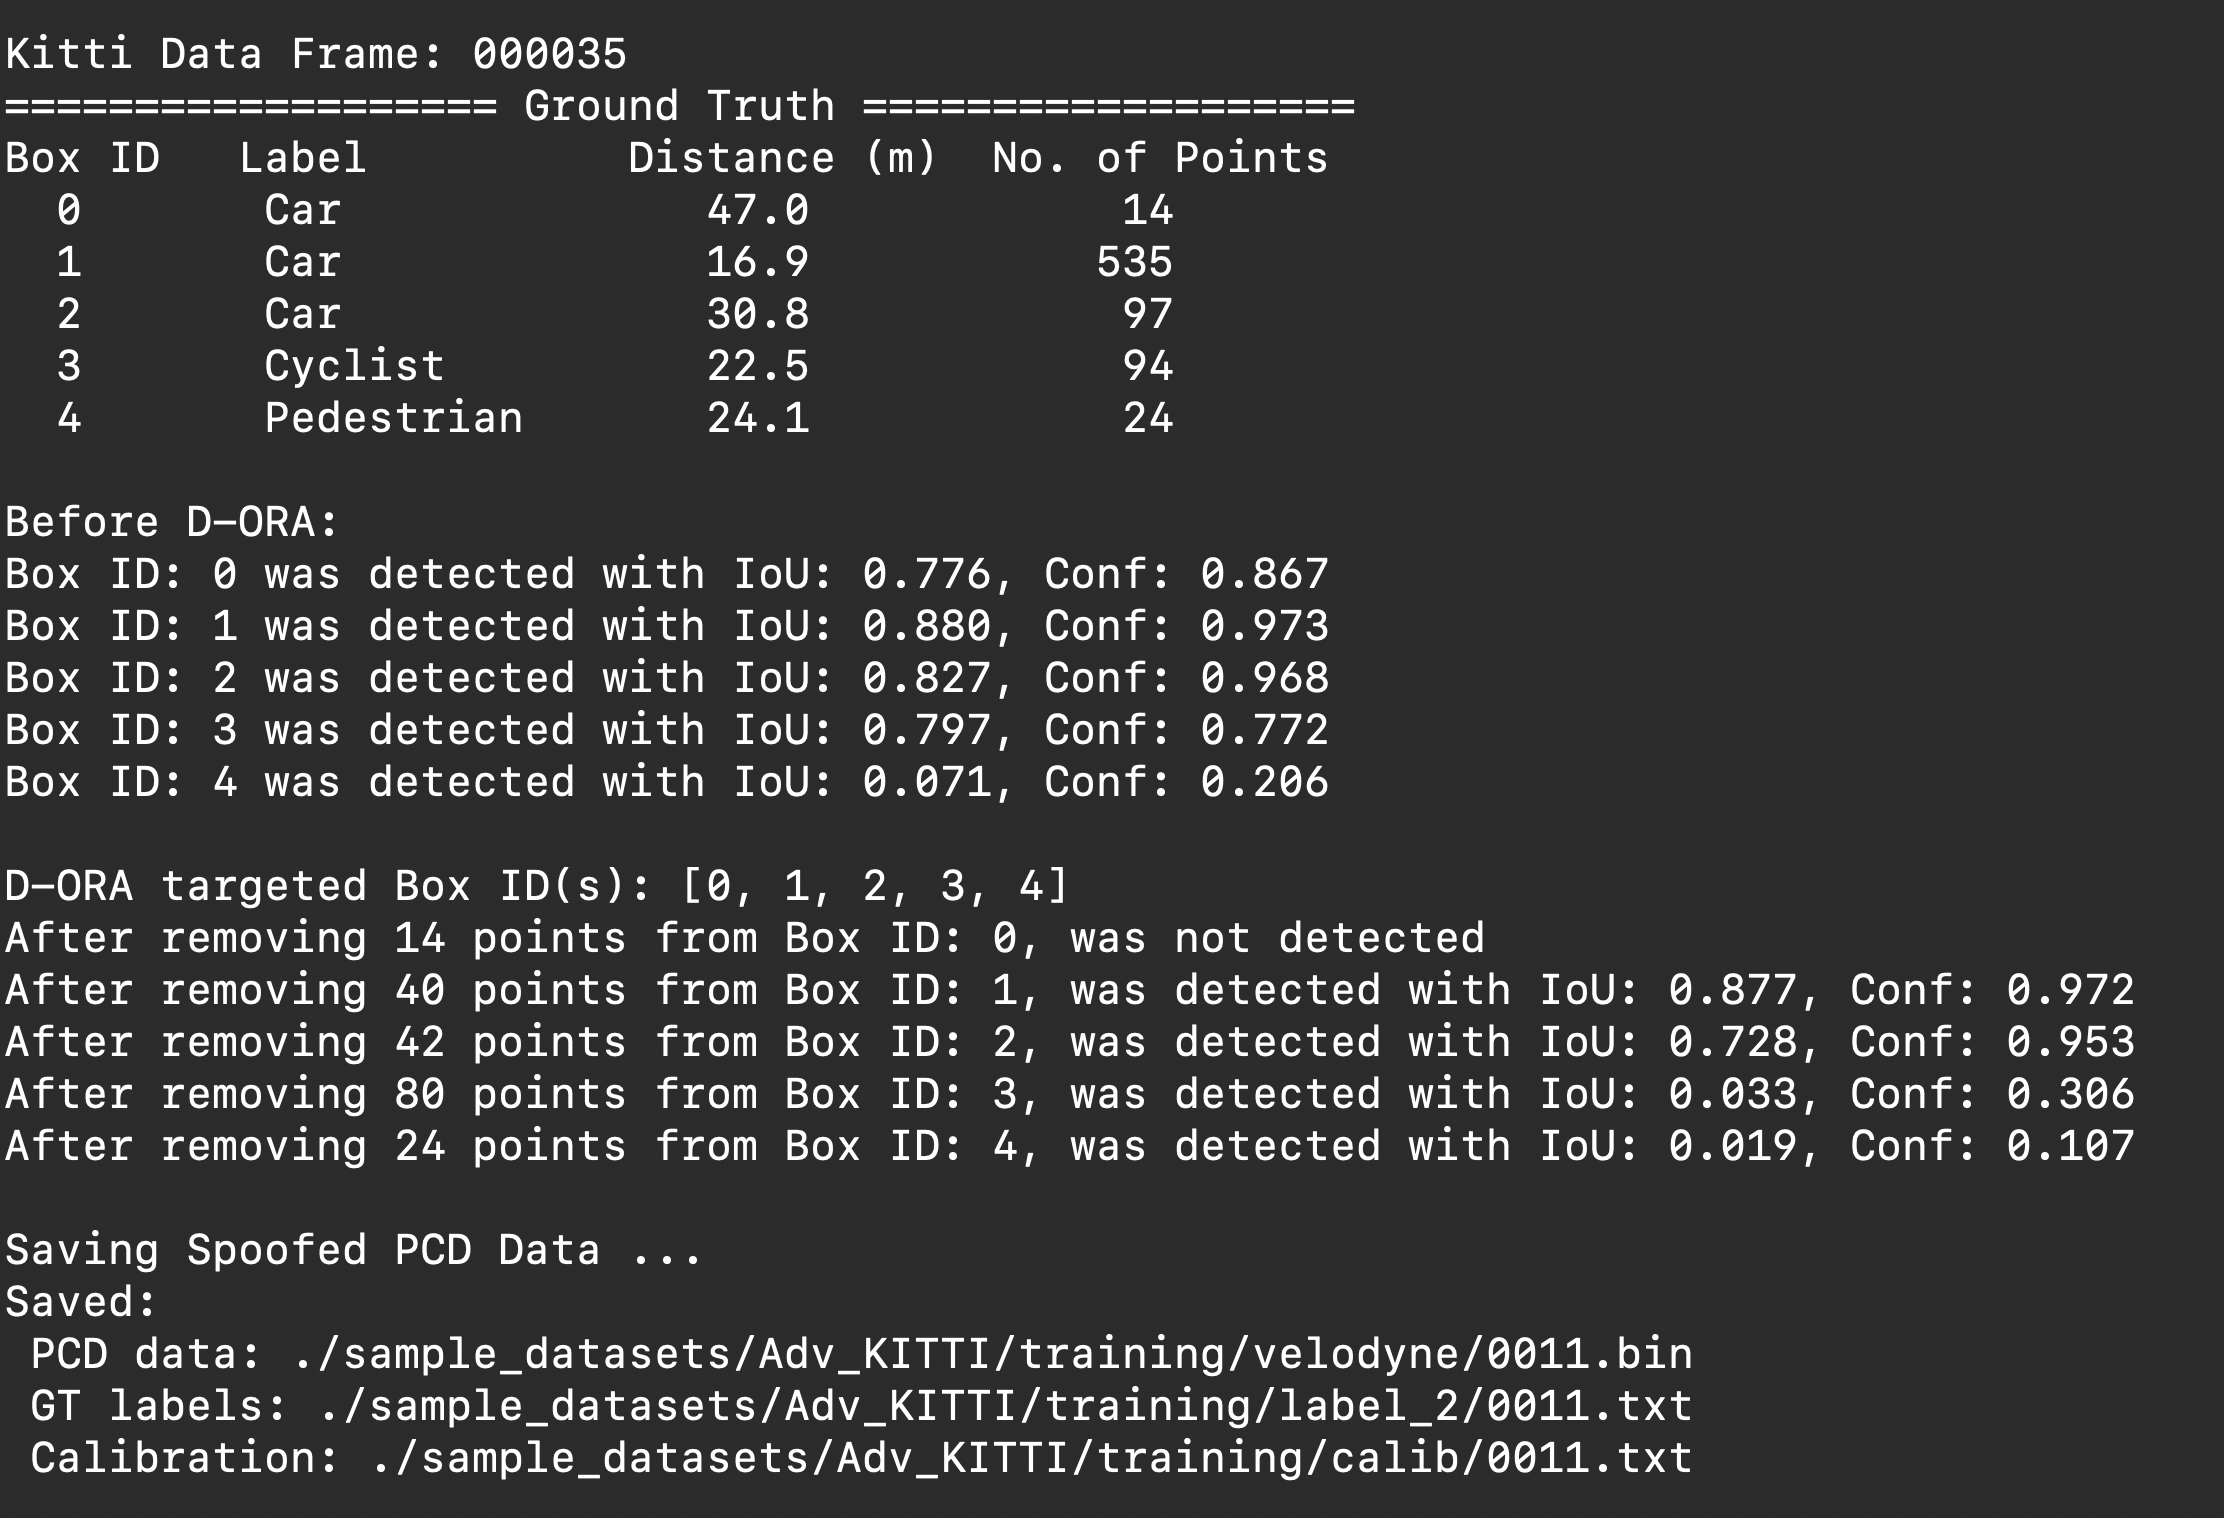 Kitti Data Frame: 000035
=================== Ground Truth ===================
Box ID   Label          Distance (m)  No. of Points
  0       Car              47.0            14
  1       Car              16.9           535
  2       Car              30.8            97
  3       Cyclist          22.5            94
  4       Pedestrian       24.1            24

Before D-ORA:
Box ID: 0 was detected with IoU: 0.776, Conf: 0.867
Box ID: 1 was detected with IoU: 0.880, Conf: 0.973
Box ID: 2 was detected with IoU: 0.827, Conf: 0.968
Box ID: 3 was detected with IoU: 0.797, Conf: 0.772
Box ID: 4 was detected with IoU: 0.071, Conf: 0.206

D-ORA targeted Box ID(s): [0, 1, 2, 3, 4]
After removing 14 points from Box ID: 0, was not detected
After removing 40 points from Box ID: 1, was detected with IoU: 0.877, Conf: 0.972
After removing 42 points from Box ID: 2, was detected with IoU: 0.728, Conf: 0.953
After removing 80 points from Box ID: 3, was detected with IoU: 0.033, Conf: 0.306
After removing 24 points from Box ID: 4, was detected with IoU: 0.019, Conf: 0.107

Saving Spoofed PCD Data ...
Saved:
 PCD data: ./sample_datasets/Adv_KITTI/training/velodyne/0011.bin
 GT labels: ./sample_datasets/Adv_KITTI/training/label_2/0011.txt
 Calibration: ./sample_datasets/Adv_KITTI/training/calib/0011.txt